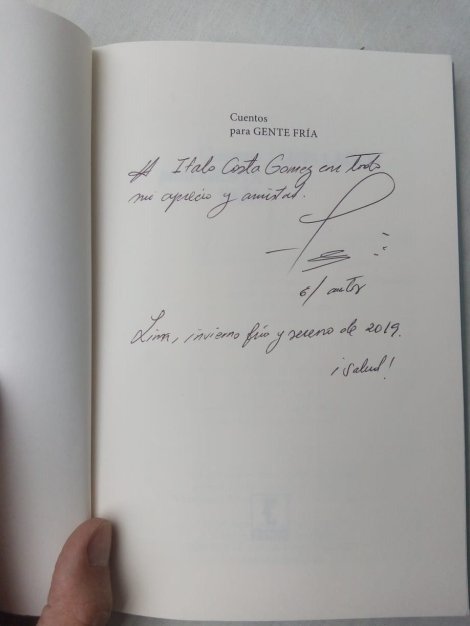 Cuentos
para GENTE FRÍA
A Italo Costa Gomez con todo
mi aprecio y amistad.
e/ autor
Lima, invierno frío y sereno de 2019.
¡Salud!